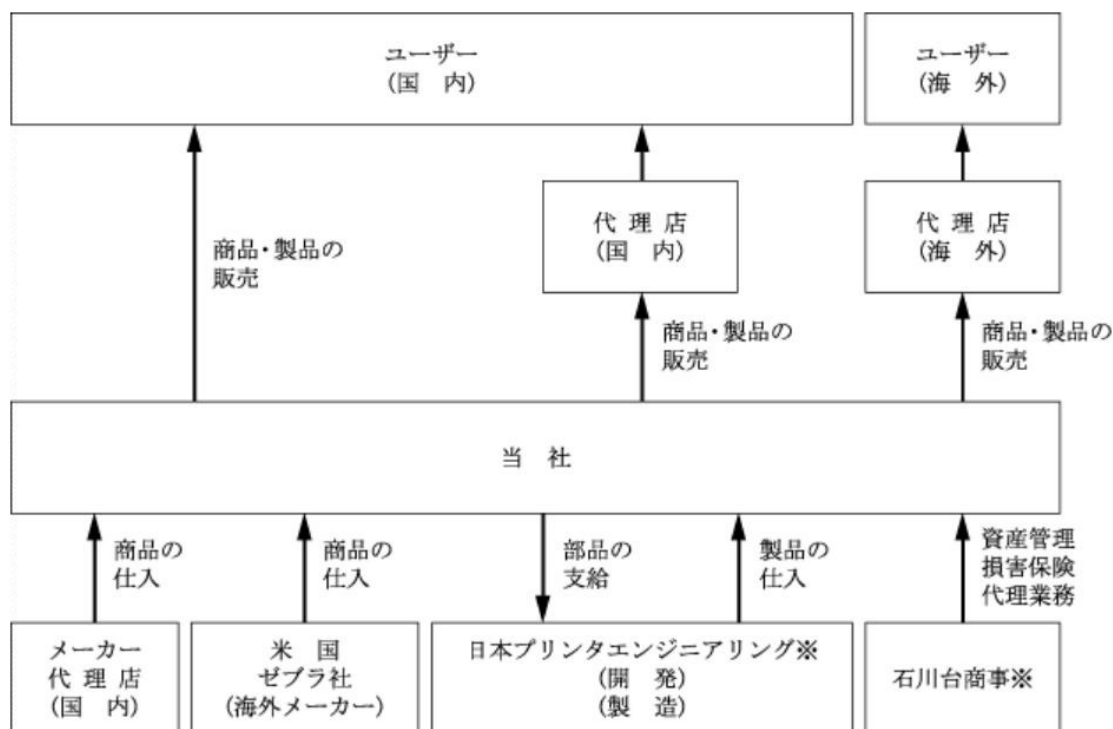 ユーザー
(国　内)
ユーザー
(海　外)
代 理 店
(国　内)
代 理 店
(海　外)
商品・製品の
販売
商品・製品の
販売
商品・製品の
販売
当　社
商品の
仕入
商品の
仕入
部品の
支給
製品の
仕入
資産管理
損害保険
代理業務
メーカー
代 理 店
(国　内)
米　国
ゼブラ社
(海外メーカー)
日本プリンタエンジニアリング※
(開　発)
(製　造)
石川台商事※